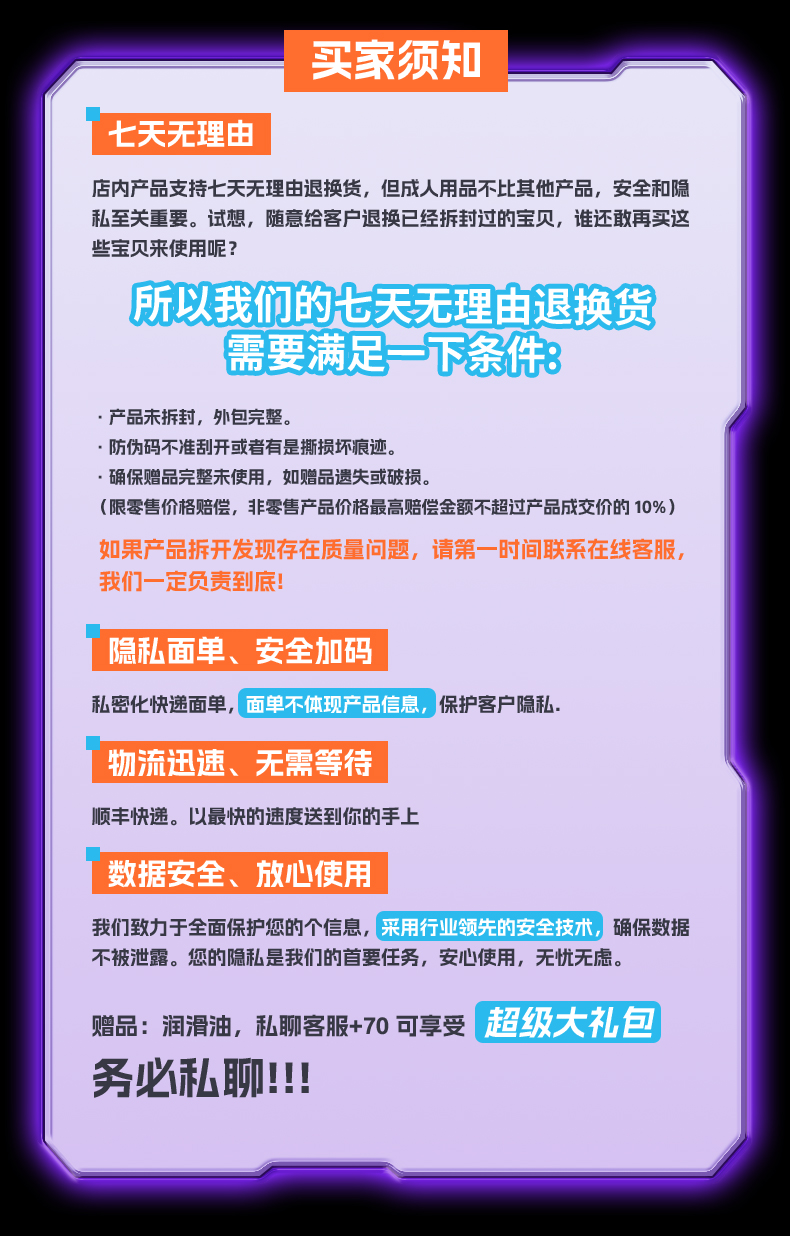 买家须知
七天无理由
店内产品支持七天无理由退换货，但成人用品不比其他产品，安全和隐
私至关重要。试想，随意给客户退换已经拆封过的宝贝，谁还敢再买这
些宝贝来使用呢？
所以我们的七天无理由退换货
需要满足一下条件:
· 产品未拆封，外包完整。
· 防伪码不准刮开或者有是撕损坏痕迹。
· 确保赠品完整未使用，如赠品遗失或破损。
（限零售价格赔偿，非零售产品价格最高赔偿金额不超过产品成交价的 10%）
如果产品拆开发现存在质量问题，请第一时间联系在线客服，
我们一定负责到底!
隐私面单、安全加码
私密化快递面单，面单不体现产品信息，保护客户隐私.
物流迅速、无需等待
顺丰快递。以最快的速度送到你的手上
数据安全、放心使用
我们致力于全面保护您的个信息，采用行业领先的安全技术，确保数据
不被泄露。您的隐私是我们的首要任务，安心使用，无忧无虑。
赠品：润滑油，私聊客服+70 可享受 超级大礼包
务必私聊!!!